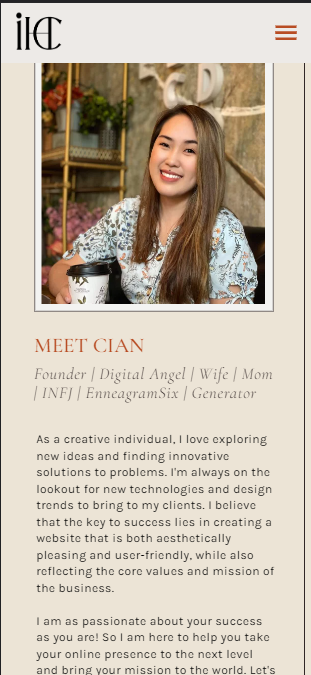 MEET CIAN
Founder | Digital Angel | Wife | Mom
| INFJ | EnneagramSix | Generator
As a creative individual, I love exploring
new ideas and finding innovative
solutions to problems. I'm always on the
lookout for new technologies and design
trends to bring to my clients. I believe
that the key to success lies in creating a
website that is both aesthetically
pleasing and user-friendly, while also
reflecting the core values and mission of
the business.
I am as passionate about your success
as you are! So I am here to help you take
your online presence to the next level
and bring your mission to the world. Let's